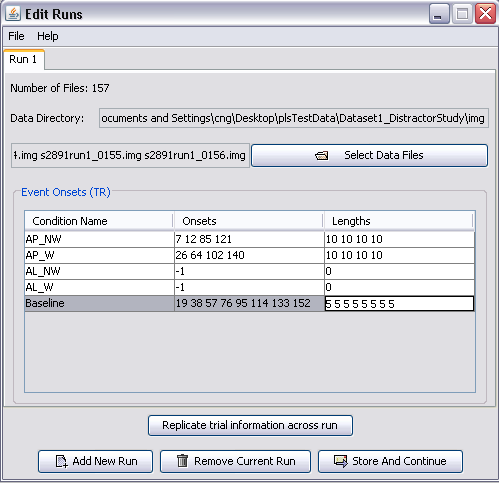 Edit Runs
File Help
Run 1
Number of Files: 157
Data Directory: ocuments and Settings\cng\Desktop\plsTestData\Dataset1_DistractorStudy\img
.img s2891run1_0155.img s2891run1_0156.img Select Data Files
Event Onsets (TR)
Condition Name Onsets Lengths
AP_NW 7 12 85 121 10 10 10 10
AP_W 26 64 102 140 10 10 10 10
AL_NW -1 0
AL_W -1 0
Baseline 19 38 57 76 95 114 133 152 5 5 5 5 5 5 5 5
Replicate trial information across run
Add New Run Remove Current Run Store And Continue